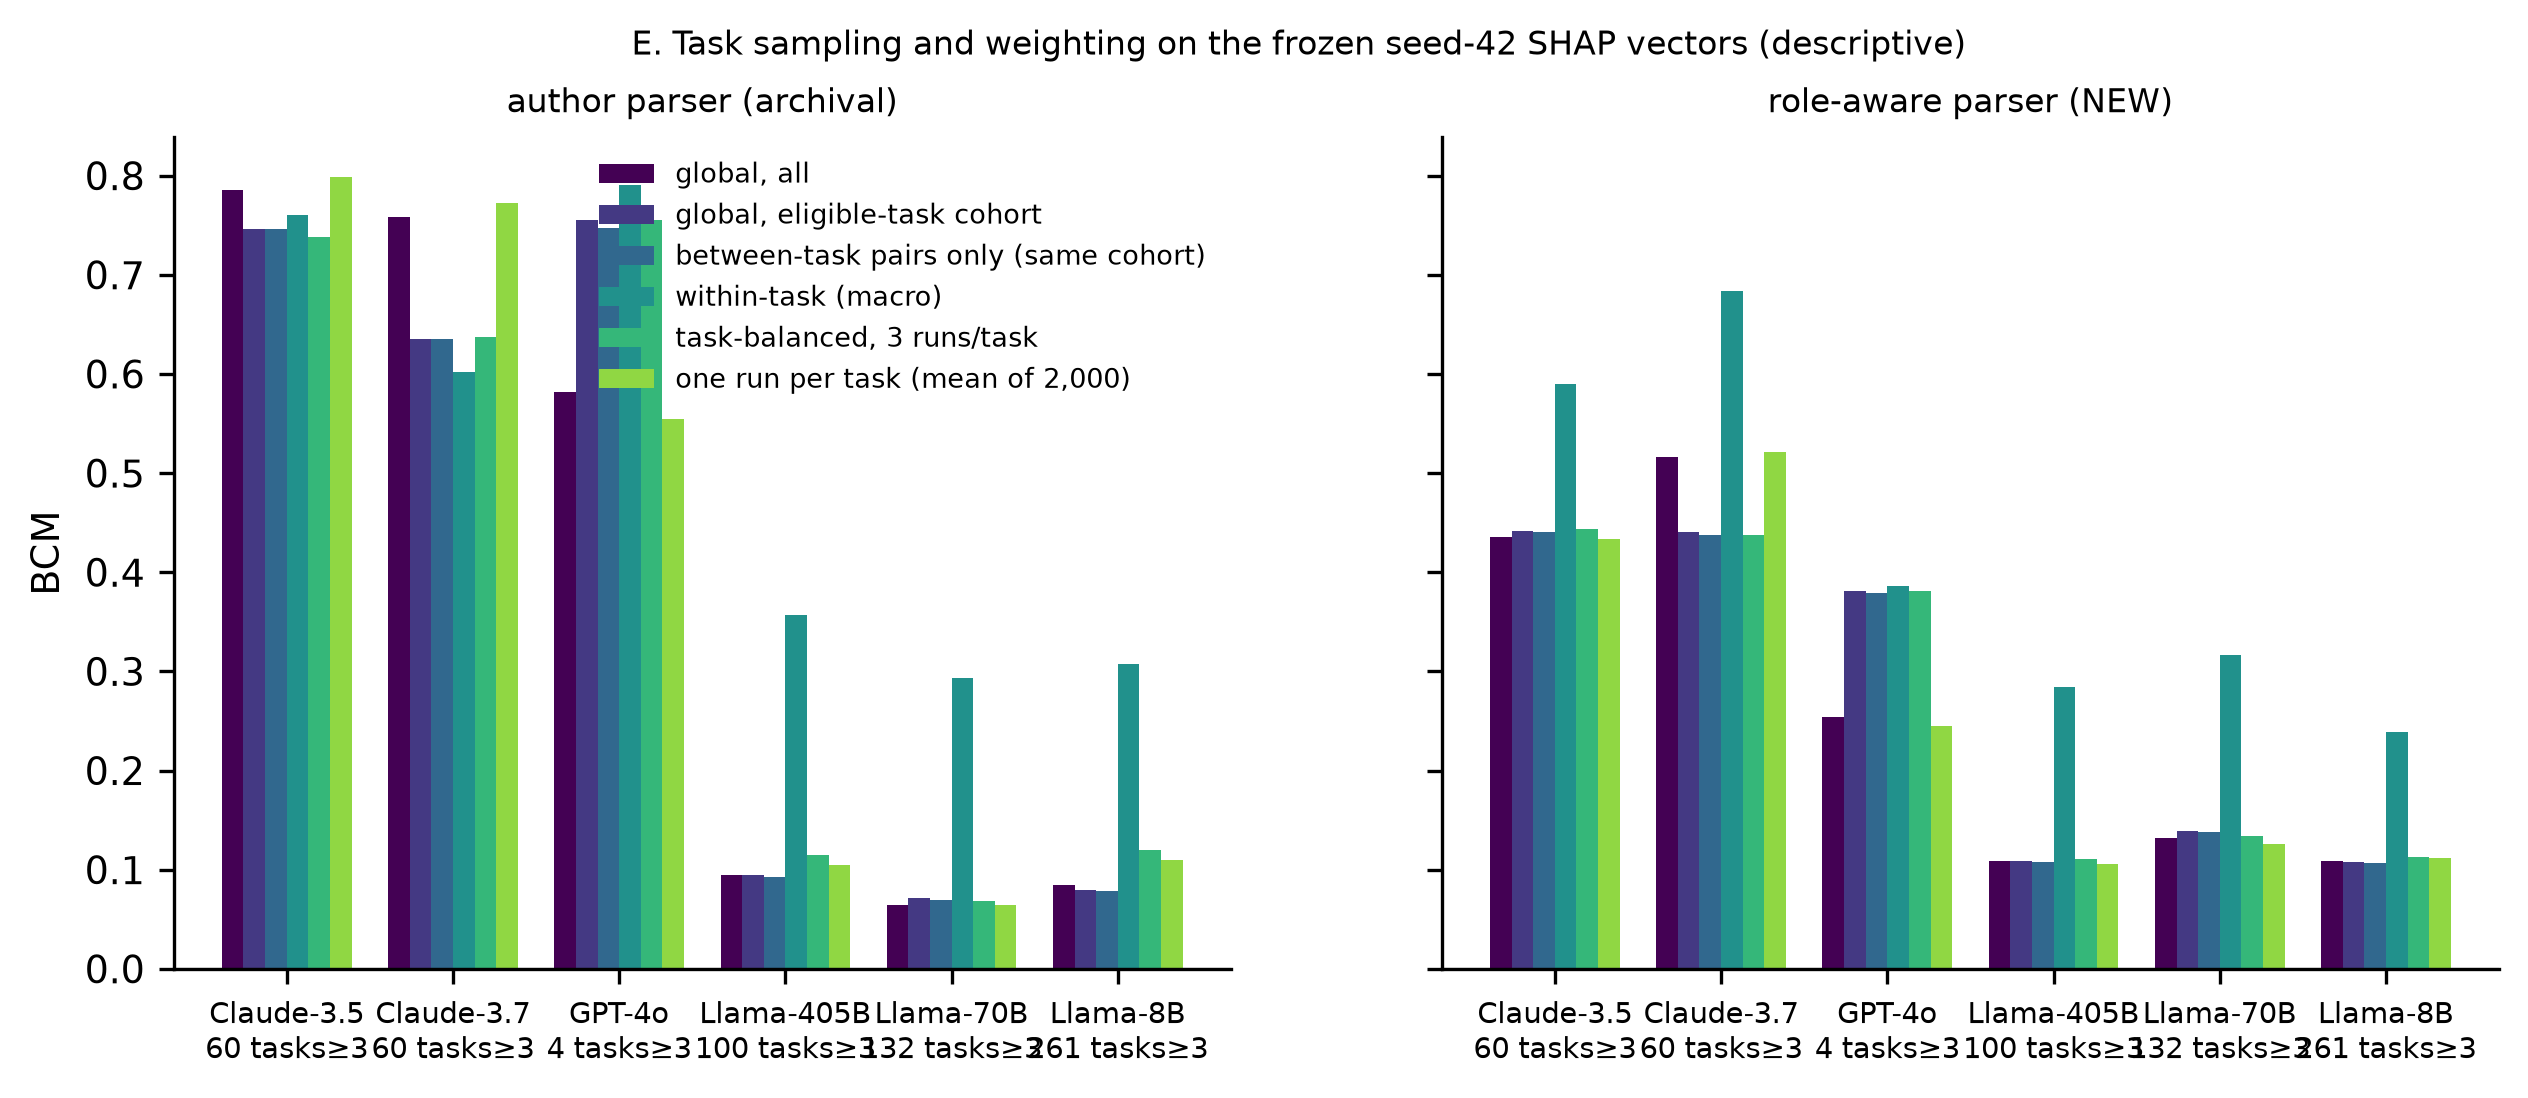 E. Task sampling and weighting on the frozen seed-42 SHAP vectors (descriptive)
author parser (archival)
global, all
global, eligible-task cohort
between-task pairs only (same cohort)
within-task (macro)
task-balanced, 3 runs/task
one run per task (mean of 2,000)
BCM
0.8
0.7
0.6
0.5
0.4
0.3
0.2
0.1
0.0
Claude-3.5
60 tasks≥3
Claude-3.7
60 tasks≥3
GPT-4o
4 tasks≥3
Llama-405B
100 tasks≥3
Llama-70B
132 tasks≥3
Llama-8B
261 tasks≥3
role-aware parser (NEW)
Claude-3.5
60 tasks≥3
Claude-3.7
60 tasks≥3
GPT-4o
4 tasks≥3
Llama-405B
100 tasks≥3
Llama-70B
132 tasks≥3
Llama-8B
261 tasks≥3